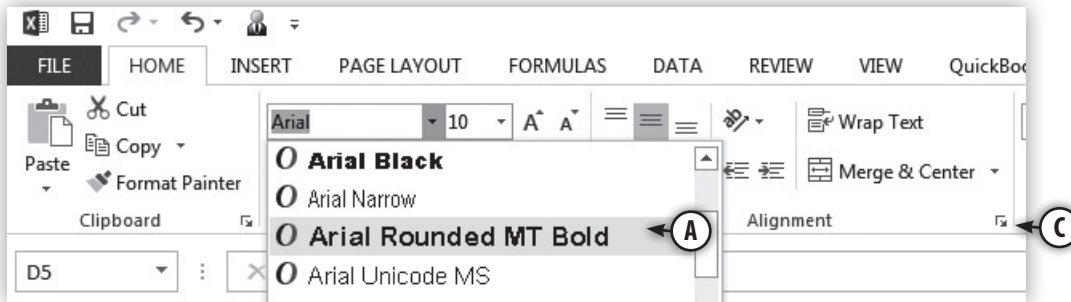 FILE HOME INSERT PAGE LAYOUT FORMULAS DATA REVIEW VIEW QuickBoo
Cut
Copy
Format Painter
Paste
Clipboard
Arial 10 A A
Wrap Text
Merge & Center
Alignment
O Arial Black
O Arial Narrow
O Arial Rounded MT Bold
O Arial Unicode MS
A
C
D5